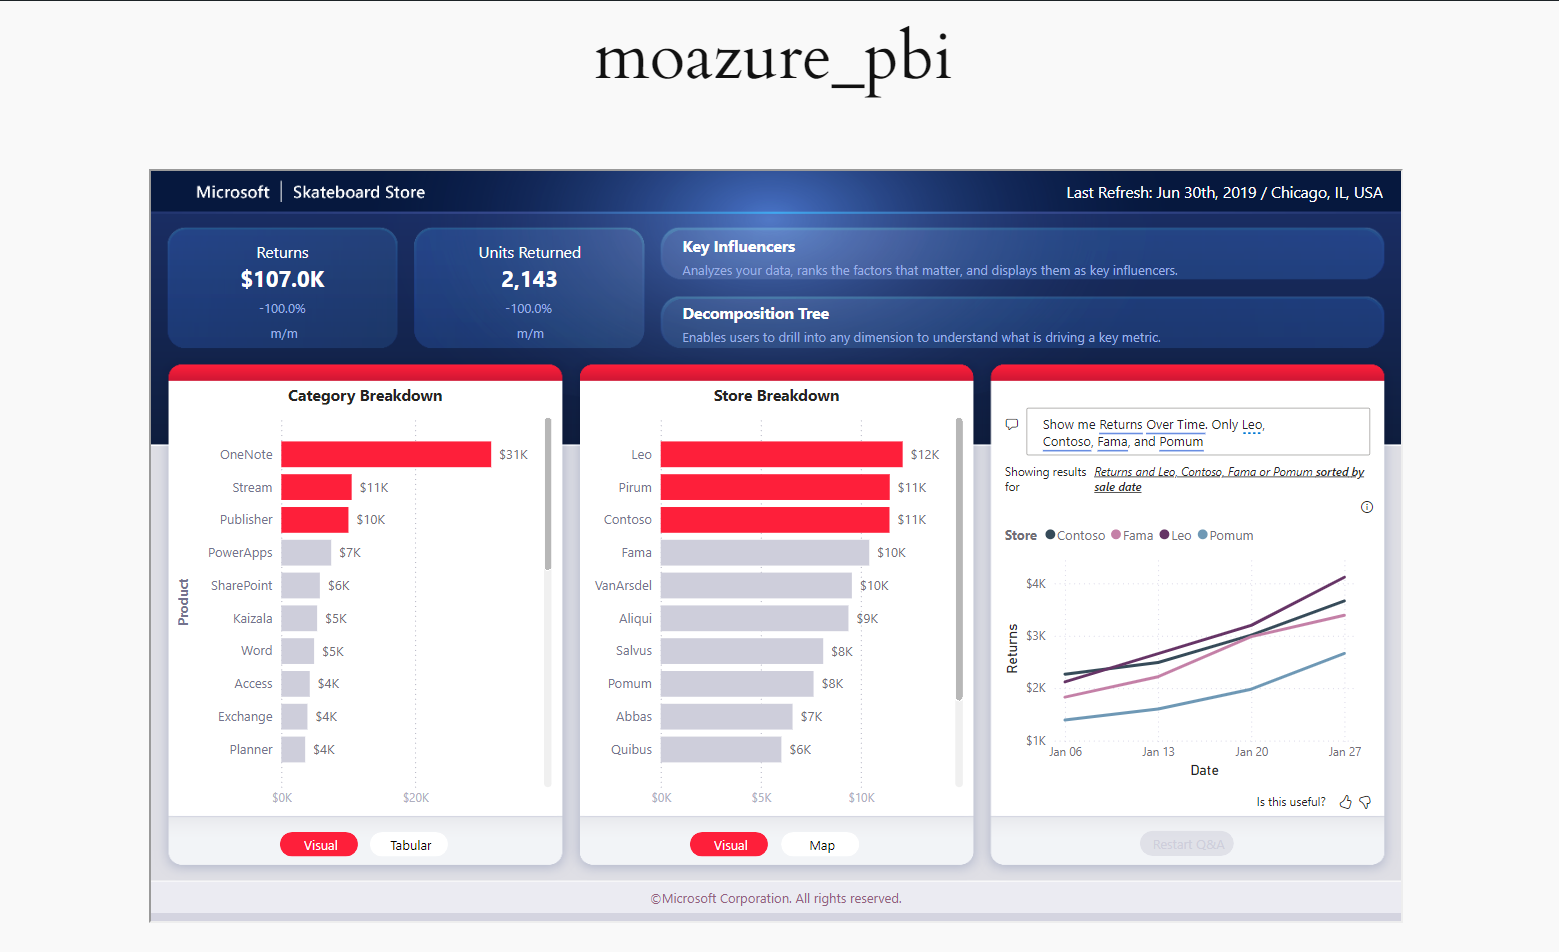 moazure_pbi
Microsoft | Skateboard Store
Last Refresh: Jun 30th, 2019 / Chicago, IL, USA
Returns
$107.0K
-100.0%
m/m
Units Returned
2,143
-100.0%
m/m
Key Influencers
Analyzes your data, ranks the factors that matter, and displays them as key influencers.
Decomposition Tree
Enables users to drill into any dimension to understand what is driving a key metric.
Category Breakdown
Product
OneNote $31K
Stream $11K
Publisher $10K
PowerApps $7K
SharePoint $6K
Kaizala $5K
Word $5K
Access $4K
Exchange $4K
Planner $4K
$0K $20K
Visual Tabular
Store Breakdown
Leo $12K
Pirum $11K
Contoso $11K
Fama $10K
VanArsdel $10K
Aliqui $9K
Salvus $8K
Pomum $8K
Abbas $7K
Quibus $6K
$0K $5K $10K
Visual Map
Show me Returns Over Time. Only Leo,
Contoso, Fama, and Pomum
Showing results for
Returns and Leo, Contoso, Fama or Pomum sorted by
sale date
Store Contoso Fama Leo Pomum
Returns
$4K
$3K
$2K
$1K
Jan 06 Jan 13 Jan 20 Jan 27
Date
Is this useful?
Restart Q&A
©Microsoft Corporation. All rights reserved.